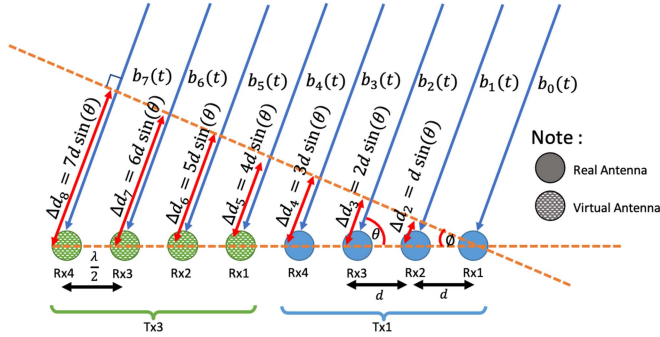 b₇(t) b₆(t) b₅(t) b₄(t) b₃(t) b₂(t) b₁(t) b₀(t)
Δd₈ = 7d sin(θ)
Δd₇ = 6d sin(θ)
Δd₆ = 5d sin(θ)
Δd₅ = 4d sin(θ)
Δd₄ = 3d sin(θ)
Δd₃ = 2d sin(θ)
Δd₂ = d sin(θ)
θ
Ø
Note :
Real Antenna
Virtual Antenna
Rx4 Rx3 Rx2 Rx1 Rx4 Rx3 Rx2 Rx1
λ/2
d d
Tx3 Tx1